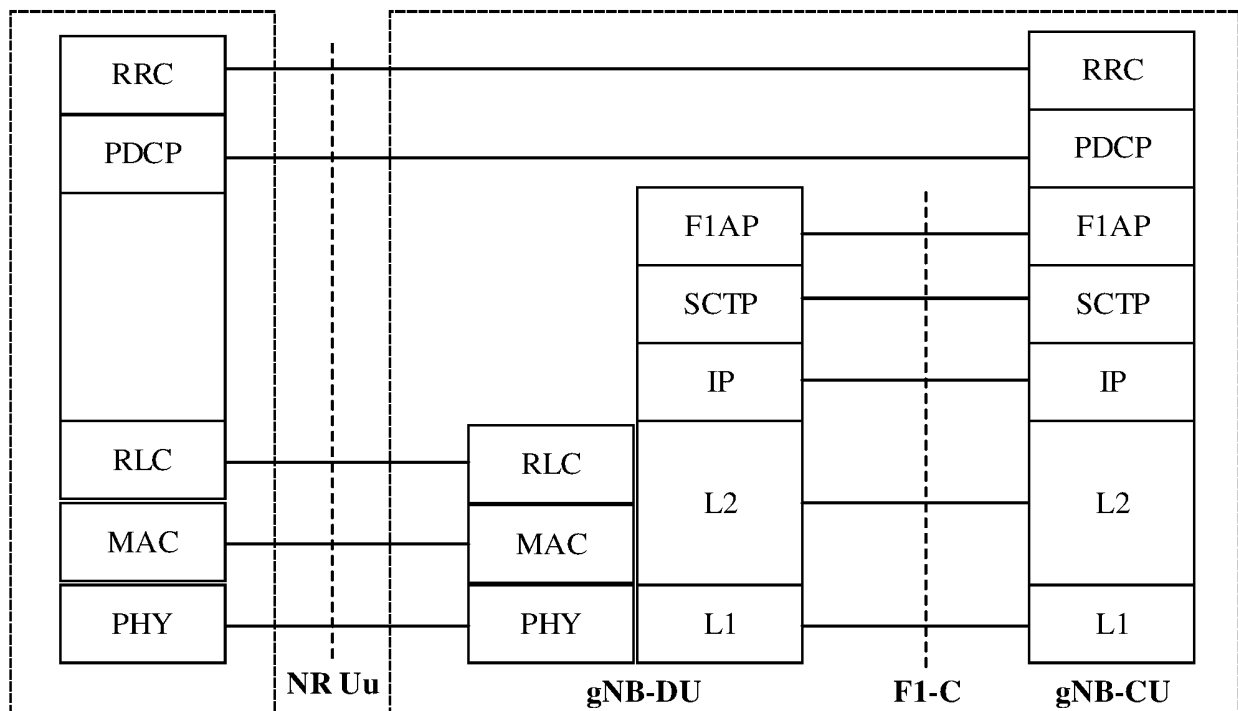 RRC
PDCP
RLC
MAC
PHY
NR Uu
RLC
MAC
PHY
F1AP
SCTP
IP
L2
L1
gNB-DU
F1-C
RRC
PDCP
F1AP
SCTP
IP
L2
L1
gNB-CU